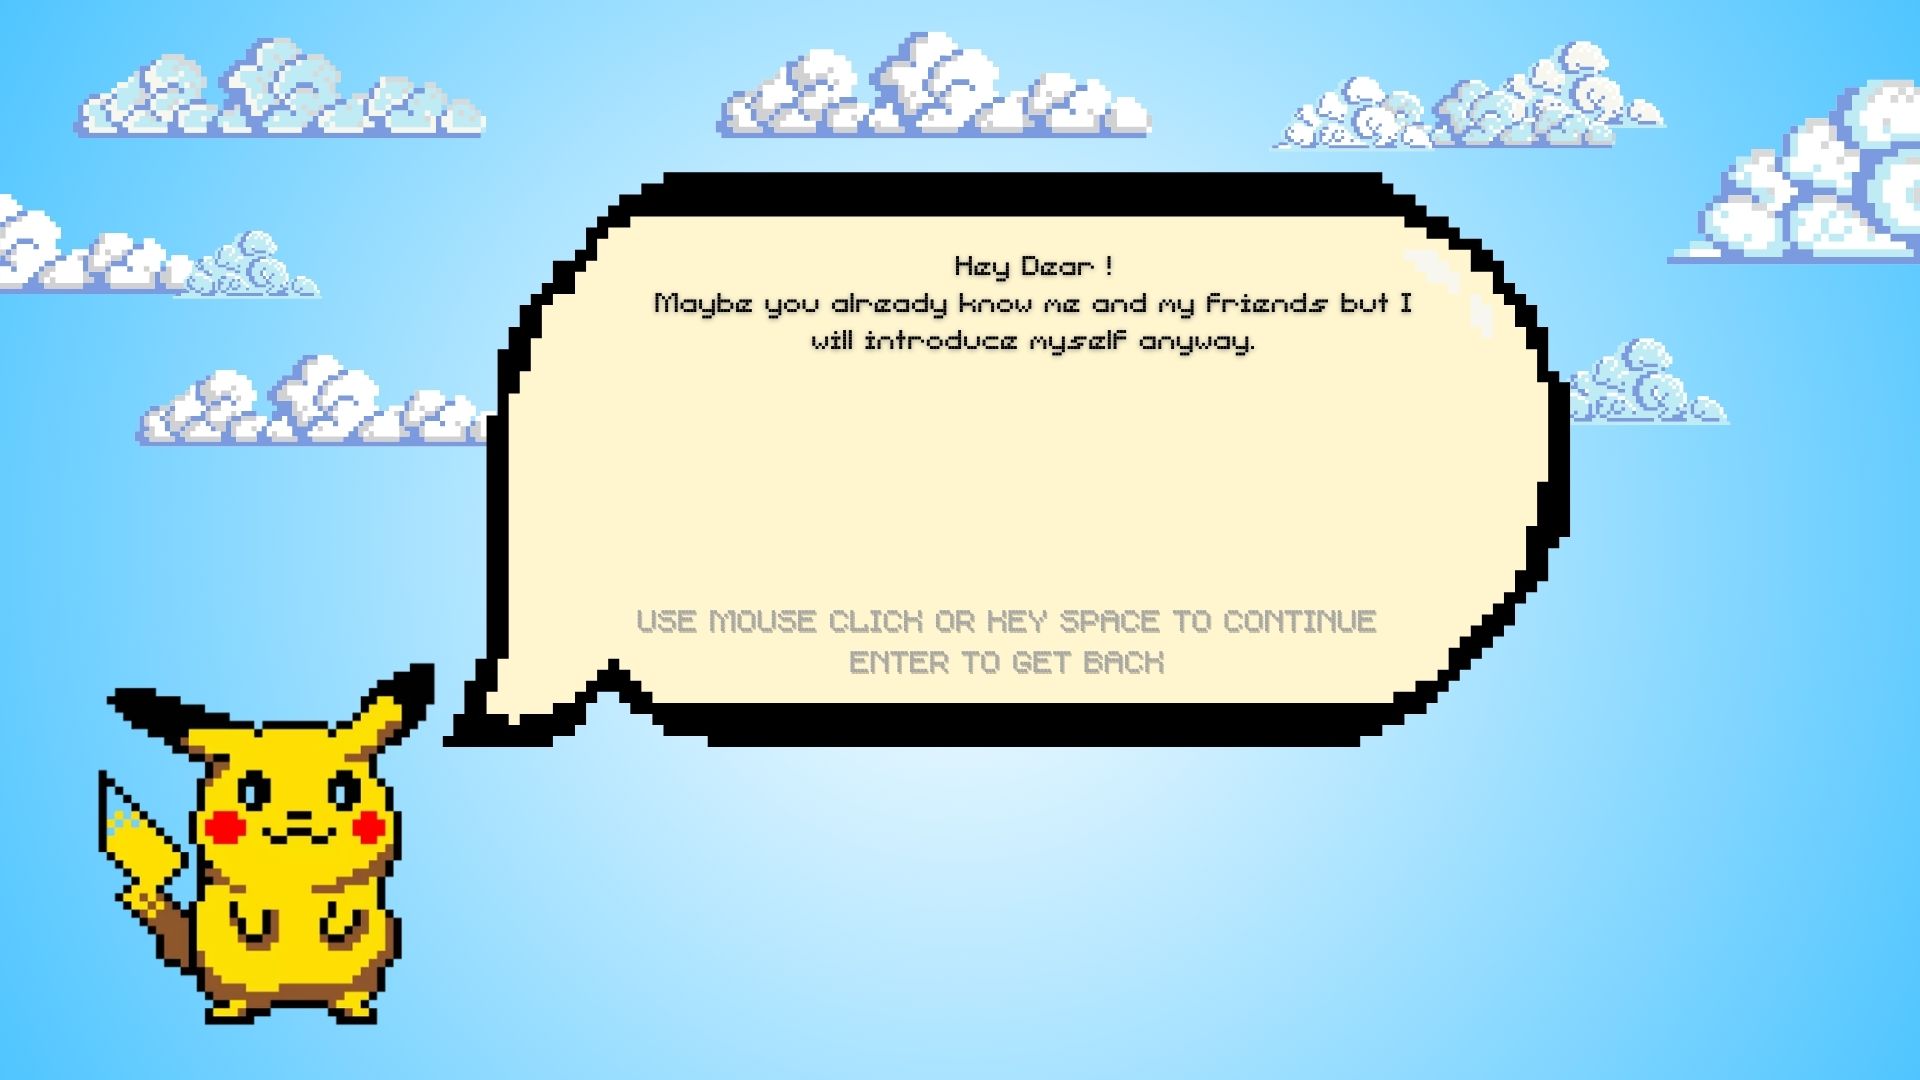 Hey Dear !
Maybe you already know me and my friends but I
will introduce myself anyway.
USE MOUSE CLICK OR KEY SPACE TO CONTINUE
ENTER TO GET BACK